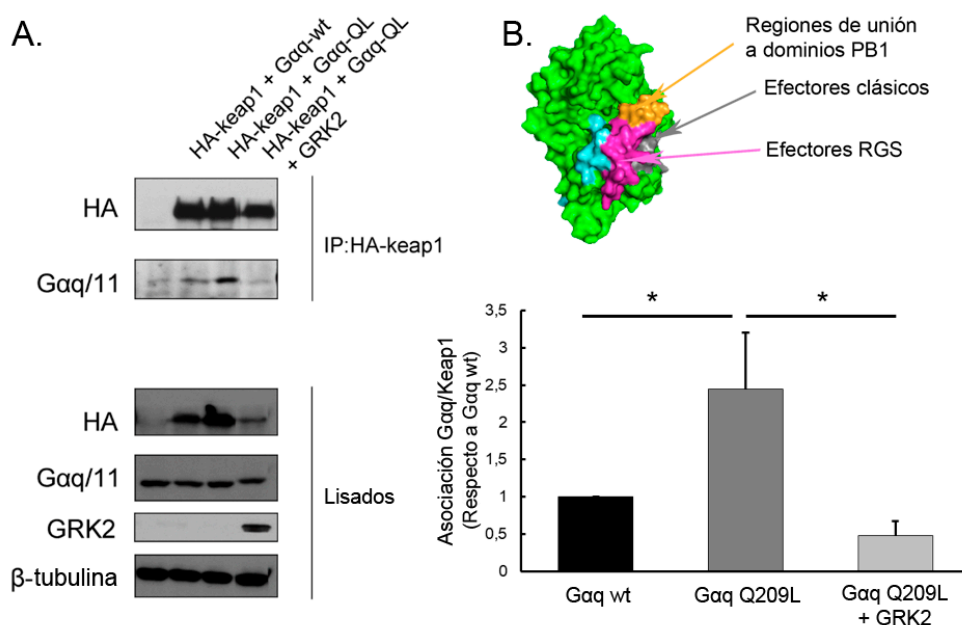 A.
HA-keap1 + Gαq-wt
HA-keap1 + Gαq-QL
HA-keap1 + Gαq-QL
+ GRK2
HA
Gαq/11
IP:HA-keap1
HA
Gαq/11
GRK2
β-tubulina
Lisados
B.
Regiones de unión
a dominios PB1
Efectores clásicos
Efectores RGS
Asociación Gαq/Keap1
(Respecto a Gαq wt)
3,5
3
2,5
2
1,5
1
0,5
0
*
*
Gαq wt
Gαq Q209L
Gαq Q209L
+ GRK2